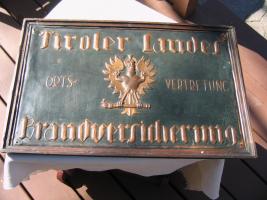 Tiroler Landes
ORTS- VERTRETUNG
Brandversicherung